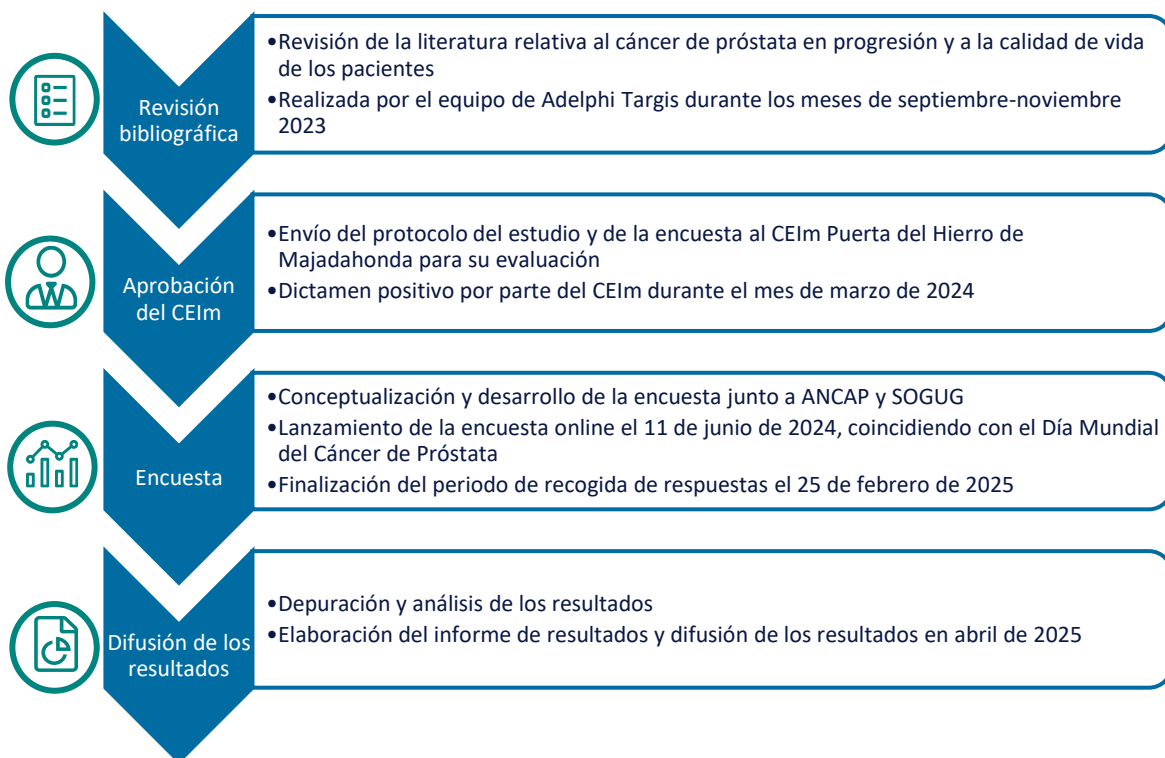 Revisión
bibliográfica
•Revisión de la literatura relativa al cáncer de próstata en progresión y a la calidad de vida
de los pacientes
•Realizada por el equipo de Adelphi Targis durante los meses de septiembre-noviembre
2023
Aprobación
del CEIm
•Envío del protocolo del estudio y de la encuesta al CEIm Puerta del Hierro de
Majadahonda para su evaluación
•Dictamen positivo por parte del CEIm durante el mes de marzo de 2024
Encuesta
•Conceptualización y desarrollo de la encuesta junto a ANCAP y SOGUG
•Lanzamiento de la encuesta online el 11 de junio de 2024, coincidiendo con el Día Mundial
del Cáncer de Próstata
•Finalización del periodo de recogida de respuestas el 25 de febrero de 2025
Difusión de los
resultados
•Depuración y análisis de los resultados
•Elaboración del informe de resultados y difusión de los resultados en abril de 2025